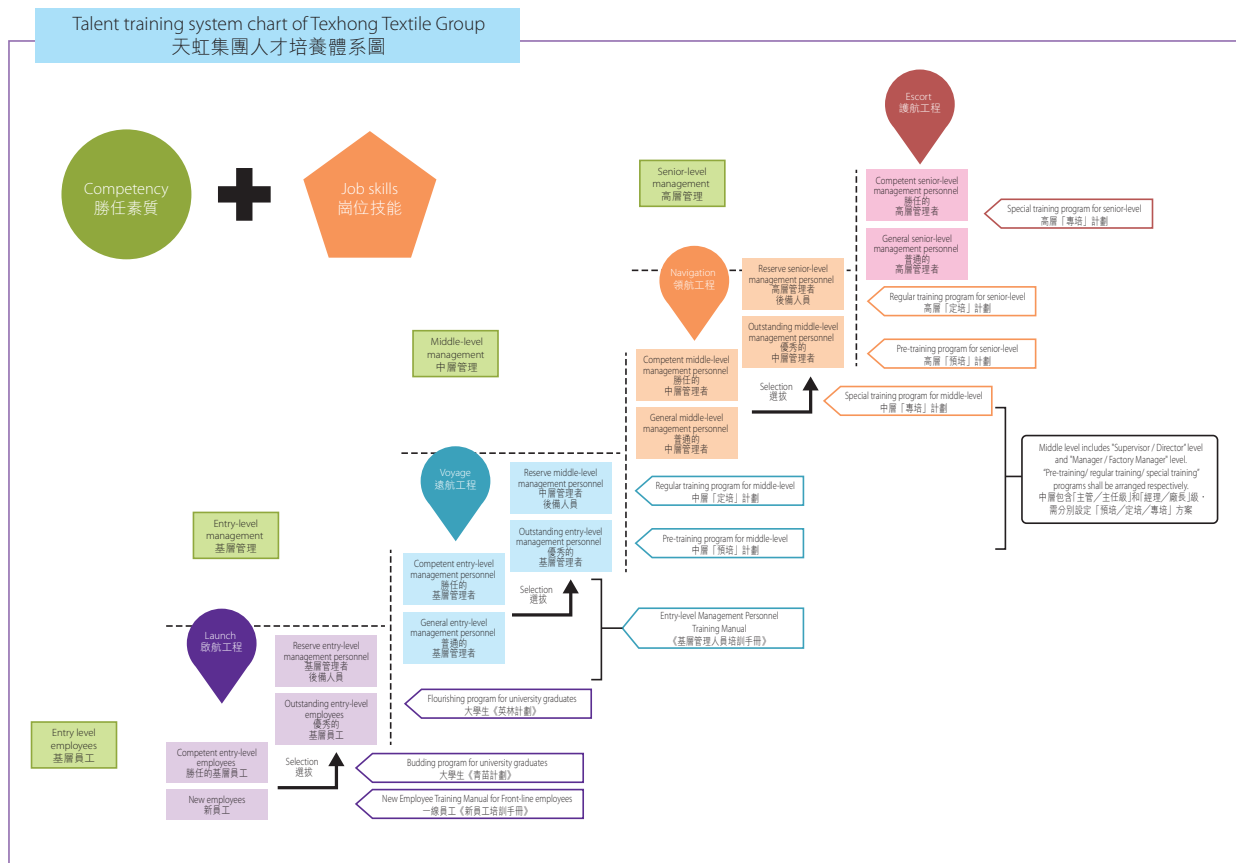 Talent training system chart of Texhong Textile Group
天虹集團人才培養體系圖
Competency
勝任素質
Job skills
崗位技能
Escort
護航工程
Senior-level
management
高層管理
Competent senior-level
management personnel
勝任的
高層管理者
General senior-level
management personnel
普通的
高層管理者
Special training program for senior-level
高層「專培」計劃
Navigation
領航工程
Reserve senior-level
management personnel
高層管理者
後備人員
Outstanding middle-level
management personnel
優秀的
中層管理者
Regular training program for senior-level
高層「定培」計劃
Pre-training program for senior-level
高層「預培」計劃
Middle-level
management
中層管理
Competent middle-level
management personnel
勝任的
中層管理者
General middle-level
management personnel
普通的
中層管理者
Selection
選拔
Special training program for middle-level
中層「專培」計劃
Middle level includes "Supervisor / Director" level
and "Manager / Factory Manager" level.
"Pre-training/ regular training/ special training"
programs shall be arranged respectively.
中層包含「主管╱主任級」和「經理╱廠長」級，
需分別設定「預培╱定培╱專培」方案
Voyage
遠航工程
Reserve middle-level
management personnel
中層管理者
後備人員
Outstanding entry-level
management personnel
優秀的
基層管理者
Regular training program for middle-level
中層「定培」計劃
Pre-training program for middle-level
中層「預培」計劃
Entry-level
management
基層管理
Competent entry-level
management personnel
勝任的
基層管理者
General entry-level
management personnel
普通的
基層管理者
Selection
選拔
Entry-level Management Personnel
Training Manual
《基層管理人員培訓手冊》
Launch
啟航工程
Reserve entry-level
management personnel
基層管理者
後備人員
Outstanding entry-level
employees
優秀的
基層員工
Flourishing program for university graduates
大學生《英林計劃》
Entry level
employees
基層員工
Competent entry-level
employees
勝任的基層員工
New employees
新員工
Selection
選拔
Budding program for university graduates
大學生《青苗計劃》
New Employee Training Manual for Front-line employees
一線員工《新員工培訓手冊》